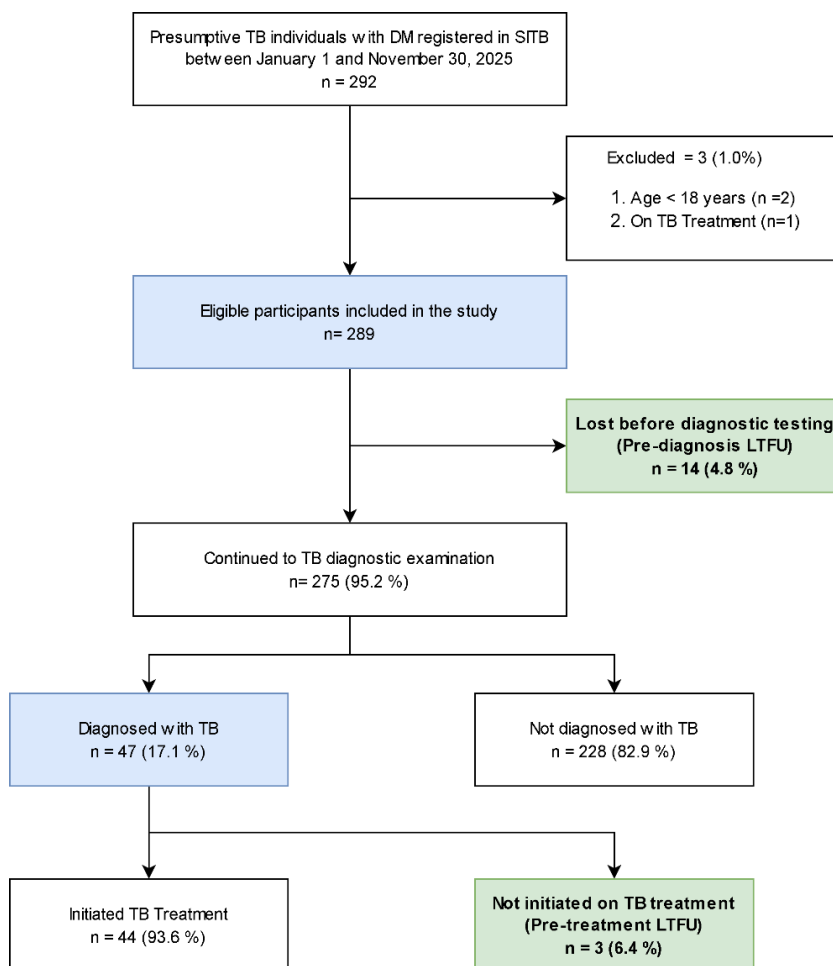 Presumptive TB individuals with DM registered in SITB
between January 1 and November 30, 2025
n = 292
Excluded = 3 (1.0%)
1. Age < 18 years (n =2)
2. On TB Treatment (n=1)
Eligible participants included in the study
n= 289
Lost before diagnostic testing
(Pre-diagnosis LTFU)
n = 14 (4.8 %)
Continued to TB diagnostic examination
n= 275 (95.2 %)
Diagnosed with TB
n = 47 (17.1 %)
Not diagnosed with TB
n = 228 (82.9 %)
Initiated TB Treatment
n = 44 (93.6 %)
Not initiated on TB treatment
(Pre-treatment LTFU)
n = 3 (6.4 %)